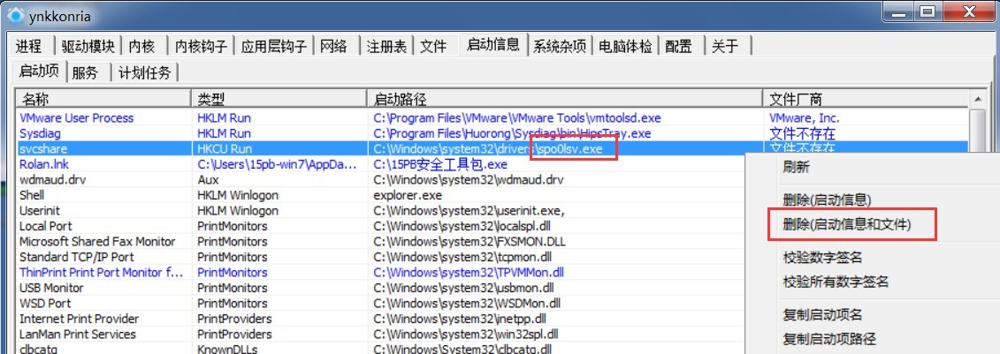 ynkkonria
进程 驱动模块 内核 内核钩子 应用层钩子 网络 注册表 文件 启动信息 系统杂项 电脑体检 配置 关于
启动项 服务 计划任务
名称 类型 启动路径 文件厂商
VMware User Process HKLM Run C:\Program Files\VMware\VMware Tools\vmtoolsd.exe VMware, Inc.
Sysdiag HKLM Run C:\Program Files\Huorong\Sysdiag\bin\HipsTray.exe 文件不存在
svcshare HKCU Run C:\Windows\system32\drivers\spo0lsv.exe 文件不存在
Rolan.lnk C:\Users\15pb-win7\AppDa... C:\15PB安全工具包.exe
wdmaud.drv Aux C:\Windows\system32\wdmaud.drv
刷新
Shell HKLM Winlogon explorer.exe
删除(启动信息)
Userinit HKLM Winlogon C:\Windows\system32\userinit.exe,
Local Port PrintMonitors C:\Windows\system32\localspl.dll
删除(启动信息和文件)
Microsoft Shared Fax Monitor PrintMonitors C:\Windows\system32\FXSMON.DLL
Standard TCP/IP Port PrintMonitors C:\Windows\system32\tcpmon.dll
校验数字签名
ThinPrint Print Port Monitor f... PrintMonitors C:\Windows\system32\TPVMMon.dll
校验所有数字签名
USB Monitor PrintMonitors C:\Windows\system32\usbmon.dll
WSD Port PrintMonitors C:\Windows\system32\WSDMon.dll
复制启动项名
Internet Print Provider PrintProviders C:\Windows\system32\inetpp.dll
LanMan Print Services PrintProviders C:\Windows\system32\win32spl.dll
复制启动项路径
clbcatq KnownDLLs C:\Windows\system32\clbcatq.dll